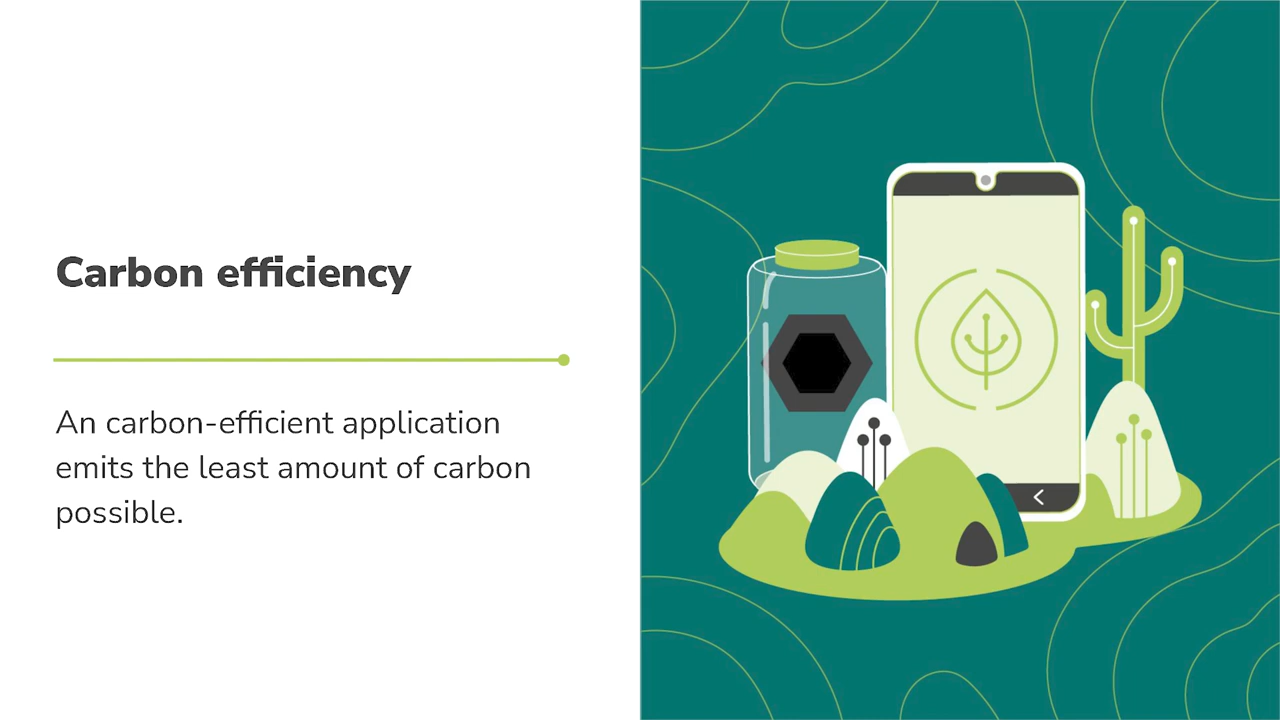 Carbon efficiency
An carbon-efficient application
emits the least amount of carbon
possible.